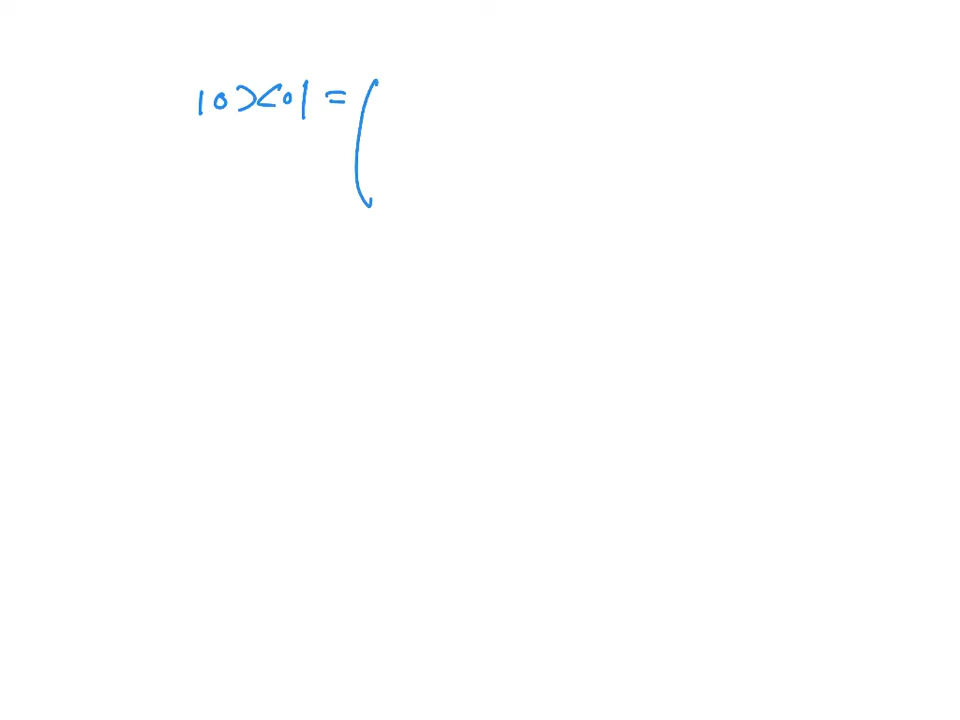 |0><0| = (